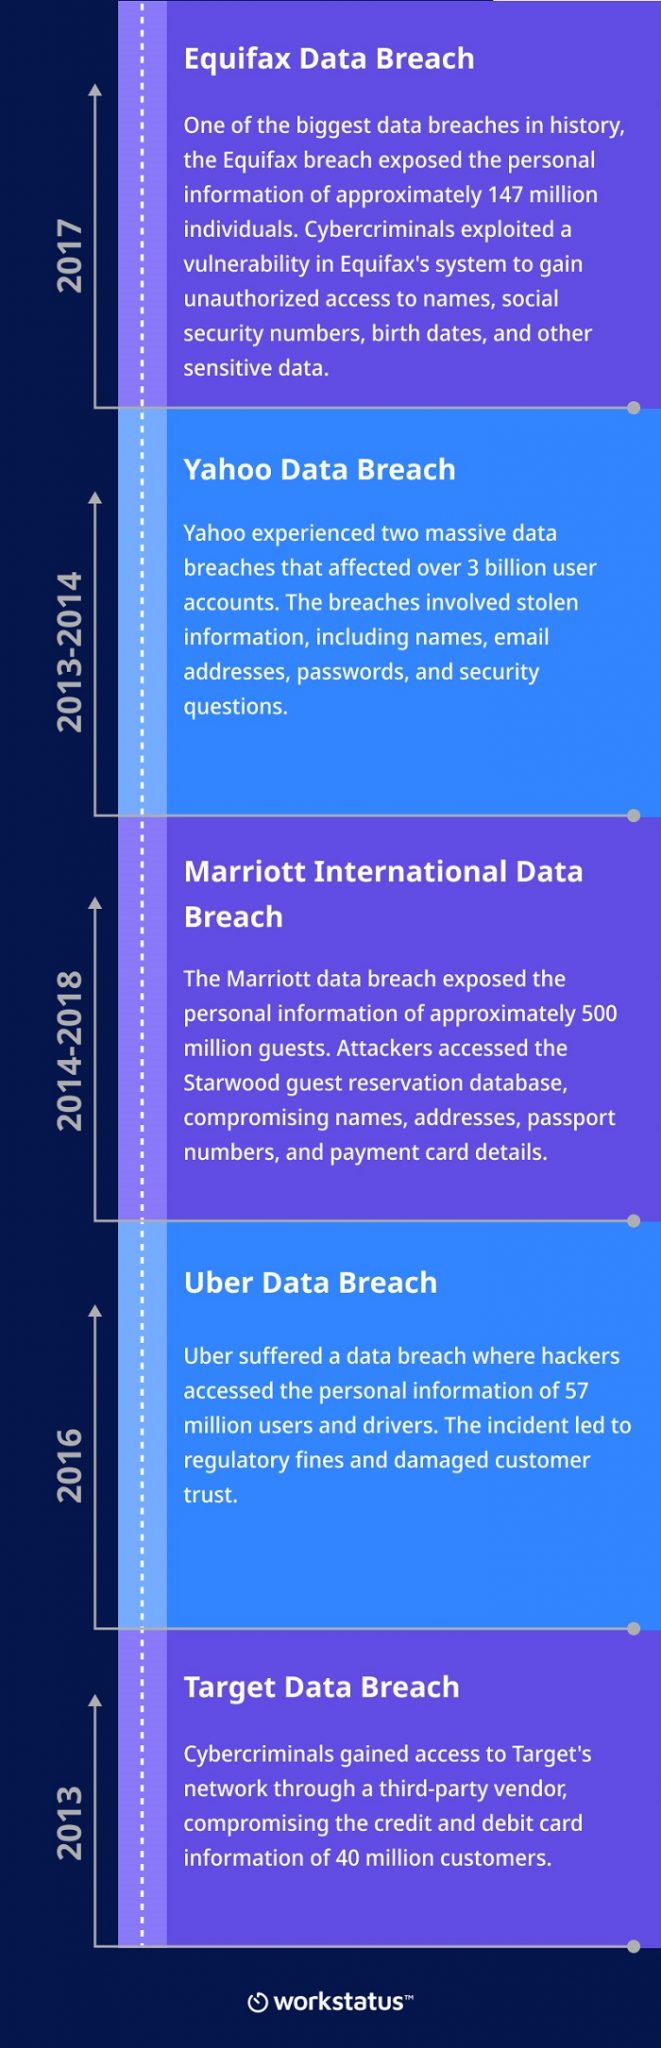 Equifax Data Breach
2017
One of the biggest data breaches in history,
the Equifax breach exposed the personal
information of approximately 147 million
individuals. Cybercriminals exploited a
vulnerability in Equifax's system to gain
unauthorized access to names, social
security numbers, birth dates, and other
sensitive data.
Yahoo Data Breach
2013-2014
Yahoo experienced two massive data
breaches that affected over 3 billion user
accounts. The breaches involved stolen
information, including names, email
addresses, passwords, and security
questions.
Marriott International Data
Breach
2014-2018
The Marriott data breach exposed the
personal information of approximately 500
million guests. Attackers accessed the
Starwood guest reservation database,
compromising names, addresses, passport
numbers, and payment card details.
Uber Data Breach
2016
Uber suffered a data breach where hackers
accessed the personal information of 57
million users and drivers. The incident led to
regulatory fines and damaged customer
trust.
Target Data Breach
2013
Cybercriminals gained access to Target's
network through a third-party vendor,
compromising the credit and debit card
information of 40 million customers.
workstatus™